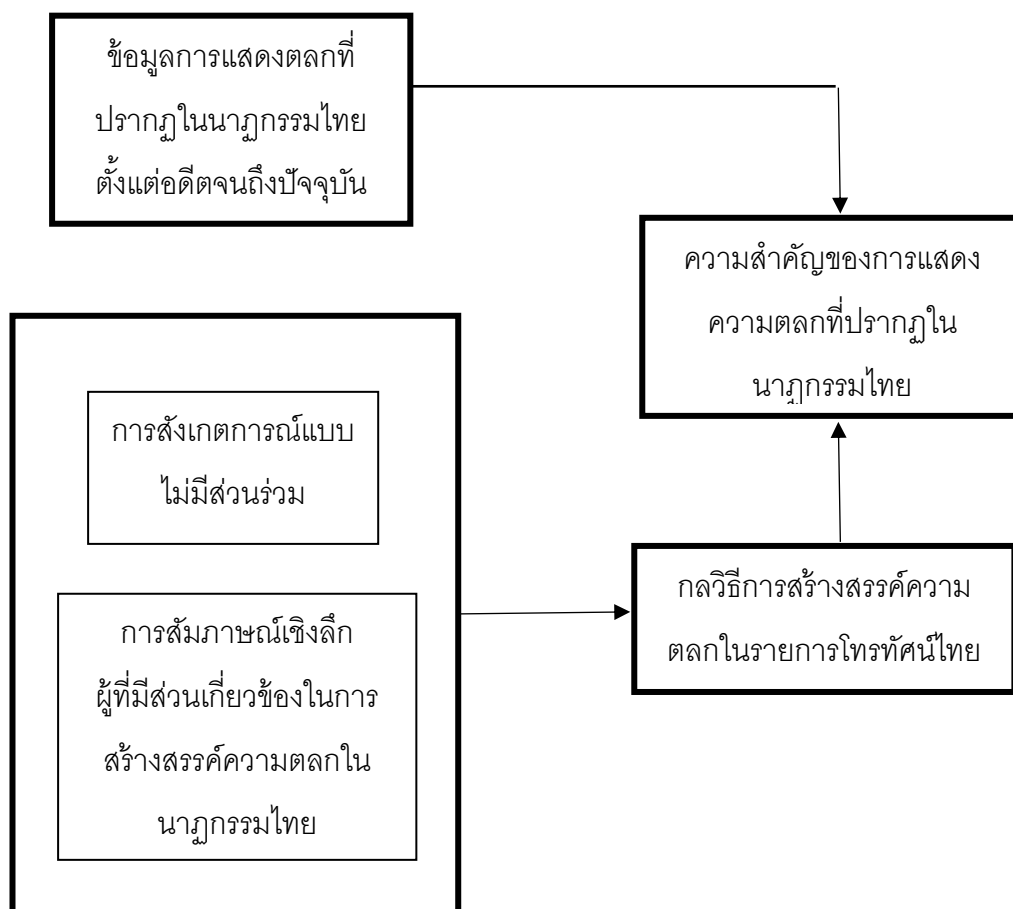 ข้อมูลการแสดงตลกที่
ปรากฏในนาฏกรรมไทย
ตั้งแต่อดีตจนถึงปัจจุบัน
ความสำคัญของการแสดง
ความตลกที่ปรากฏใน
นาฏกรรมไทย
การสังเกตการณ์แบบ
ไม่มีส่วนร่วม
กลวิธีการสร้างสรรค์ความ
ตลกในรายการโทรทัศน์ไทย
การสัมภาษณ์เชิงลึก
ผู้ที่มีส่วนเกี่ยวข้องในการ
สร้างสรรค์ความตลกใน
นาฏกรรมไทย